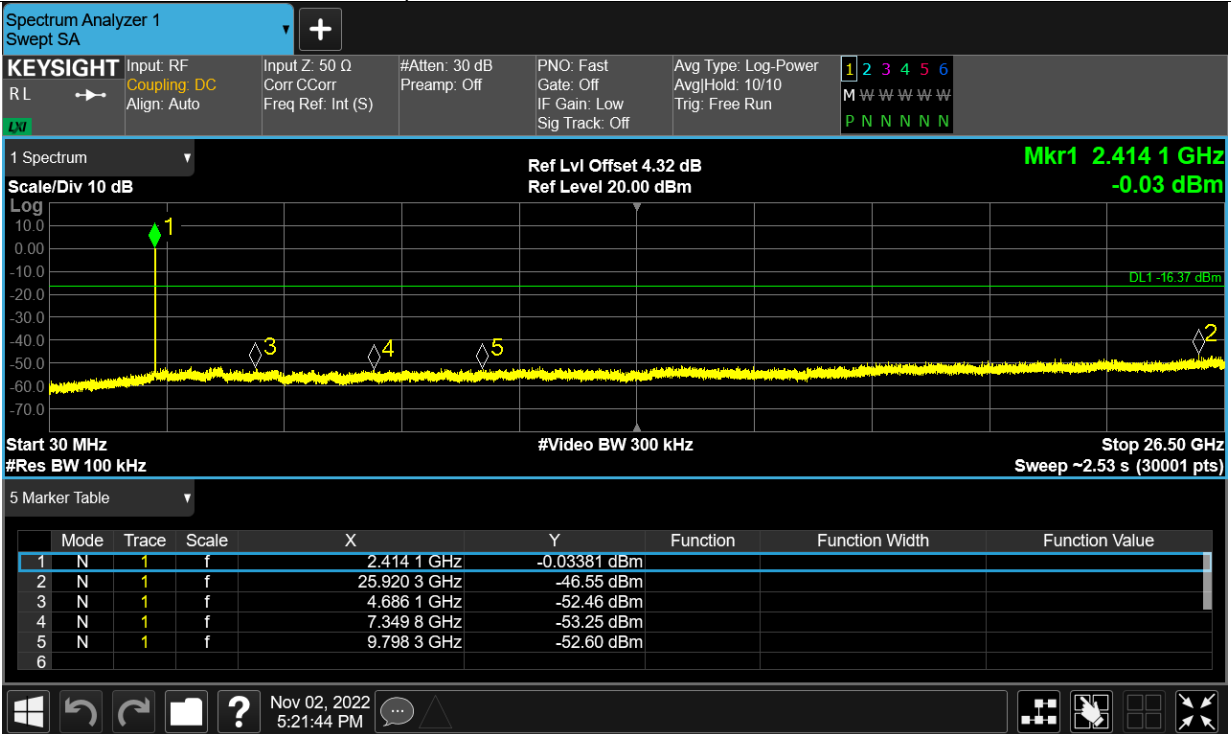 Spectrum Analyzer 1
Swept SA
+
KEYSIGHT
R L
LXI
Input: RF
Coupling: DC
Align: Auto
Input Z: 50 Ω
Corr CCorr
Freq Ref: Int (S)
#Atten: 30 dB
Preamp: Off
PNO: Fast
Gate: Off
IF Gain: Low
Sig Track: Off
Avg Type: Log-Power
Avg|Hold: 10/10
Trig: Free Run
1 2 3 4 5 6
M W W W W W
P N N N N N
1 Spectrum
Scale/Div 10 dB
Ref Lvl Offset 4.32 dB
Ref Level 20.00 dBm
Mkr1 2.414 1 GHz
-0.03 dBm
Log
10.0
0.00
-10.0
-20.0
-30.0
-40.0
-50.0
-60.0
-70.0
1
DL1 -16.37 dBm
3
4
5
2
Start 30 MHz
#Video BW 300 kHz
Stop 26.50 GHz
#Res BW 100 kHz
Sweep ~2.53 s (30001 pts)
5 Marker Table
Mode Trace Scale X Y Function Function Width Function Value
1 N 1 f 2.414 1 GHz -0.03381 dBm
2 N 1 f 25.920 3 GHz -46.55 dBm
3 N 1 f 4.686 1 GHz -52.46 dBm
4 N 1 f 7.349 8 GHz -53.25 dBm
5 N 1 f 9.798 3 GHz -52.60 dBm
6
?
Nov 02, 2022
5:21:44 PM